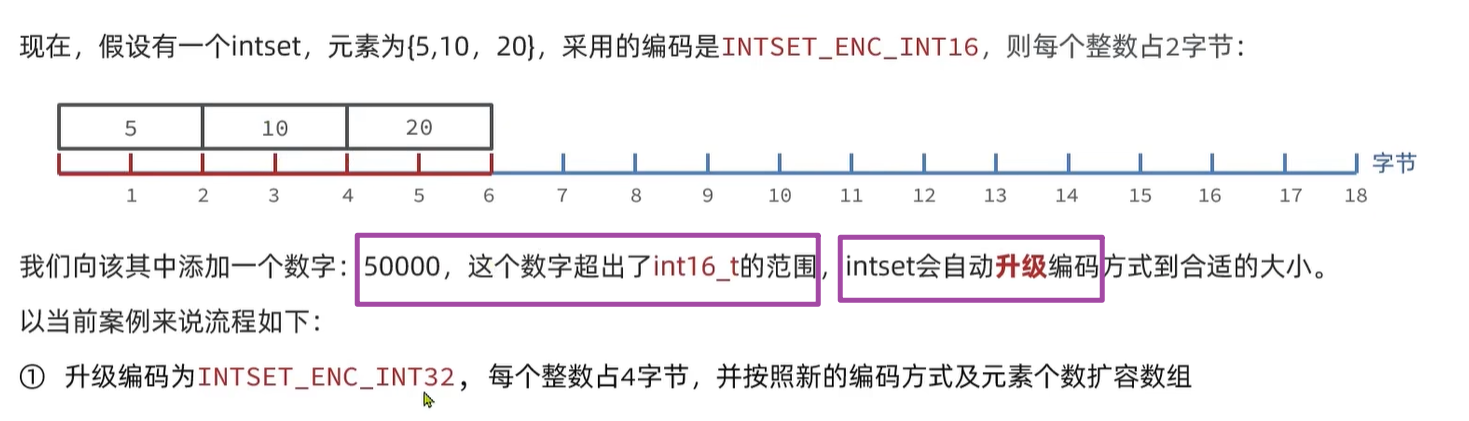 现在，假设有一个intset，元素为{5,10，20}，采用的编码是INTSET_ENC_INT16，则每个整数占2字节：
5 10 20
字节
1 2 3 4 5 6 7 8 9 10 11 12 13 14 15 16 17 18
我们向该其中添加一个数字：50000，这个数字超出了int16_t的范围，intset会自动升级编码方式到合适的大小。
以当前案例来说流程如下：
① 升级编码为INTSET_ENC_INT32，每个整数占4字节，并按照新的编码方式及元素个数扩容数组